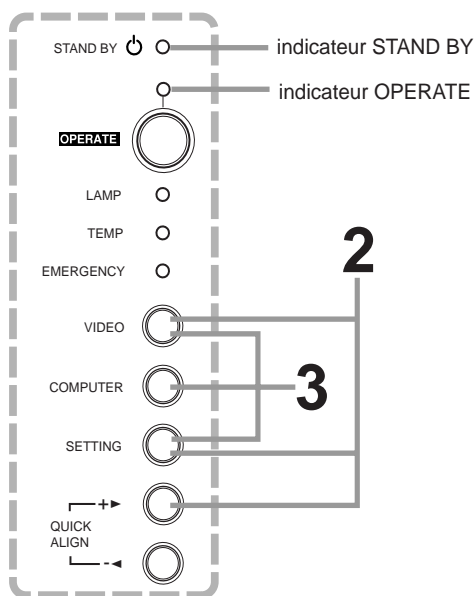 STAND BY
indicateur STAND BY
indicateur OPERATE
OPERATE
LAMP
TEMP
EMERGENCY
2
VIDEO
COMPUTER
3
SETTING
+
QUICK
ALIGN
-